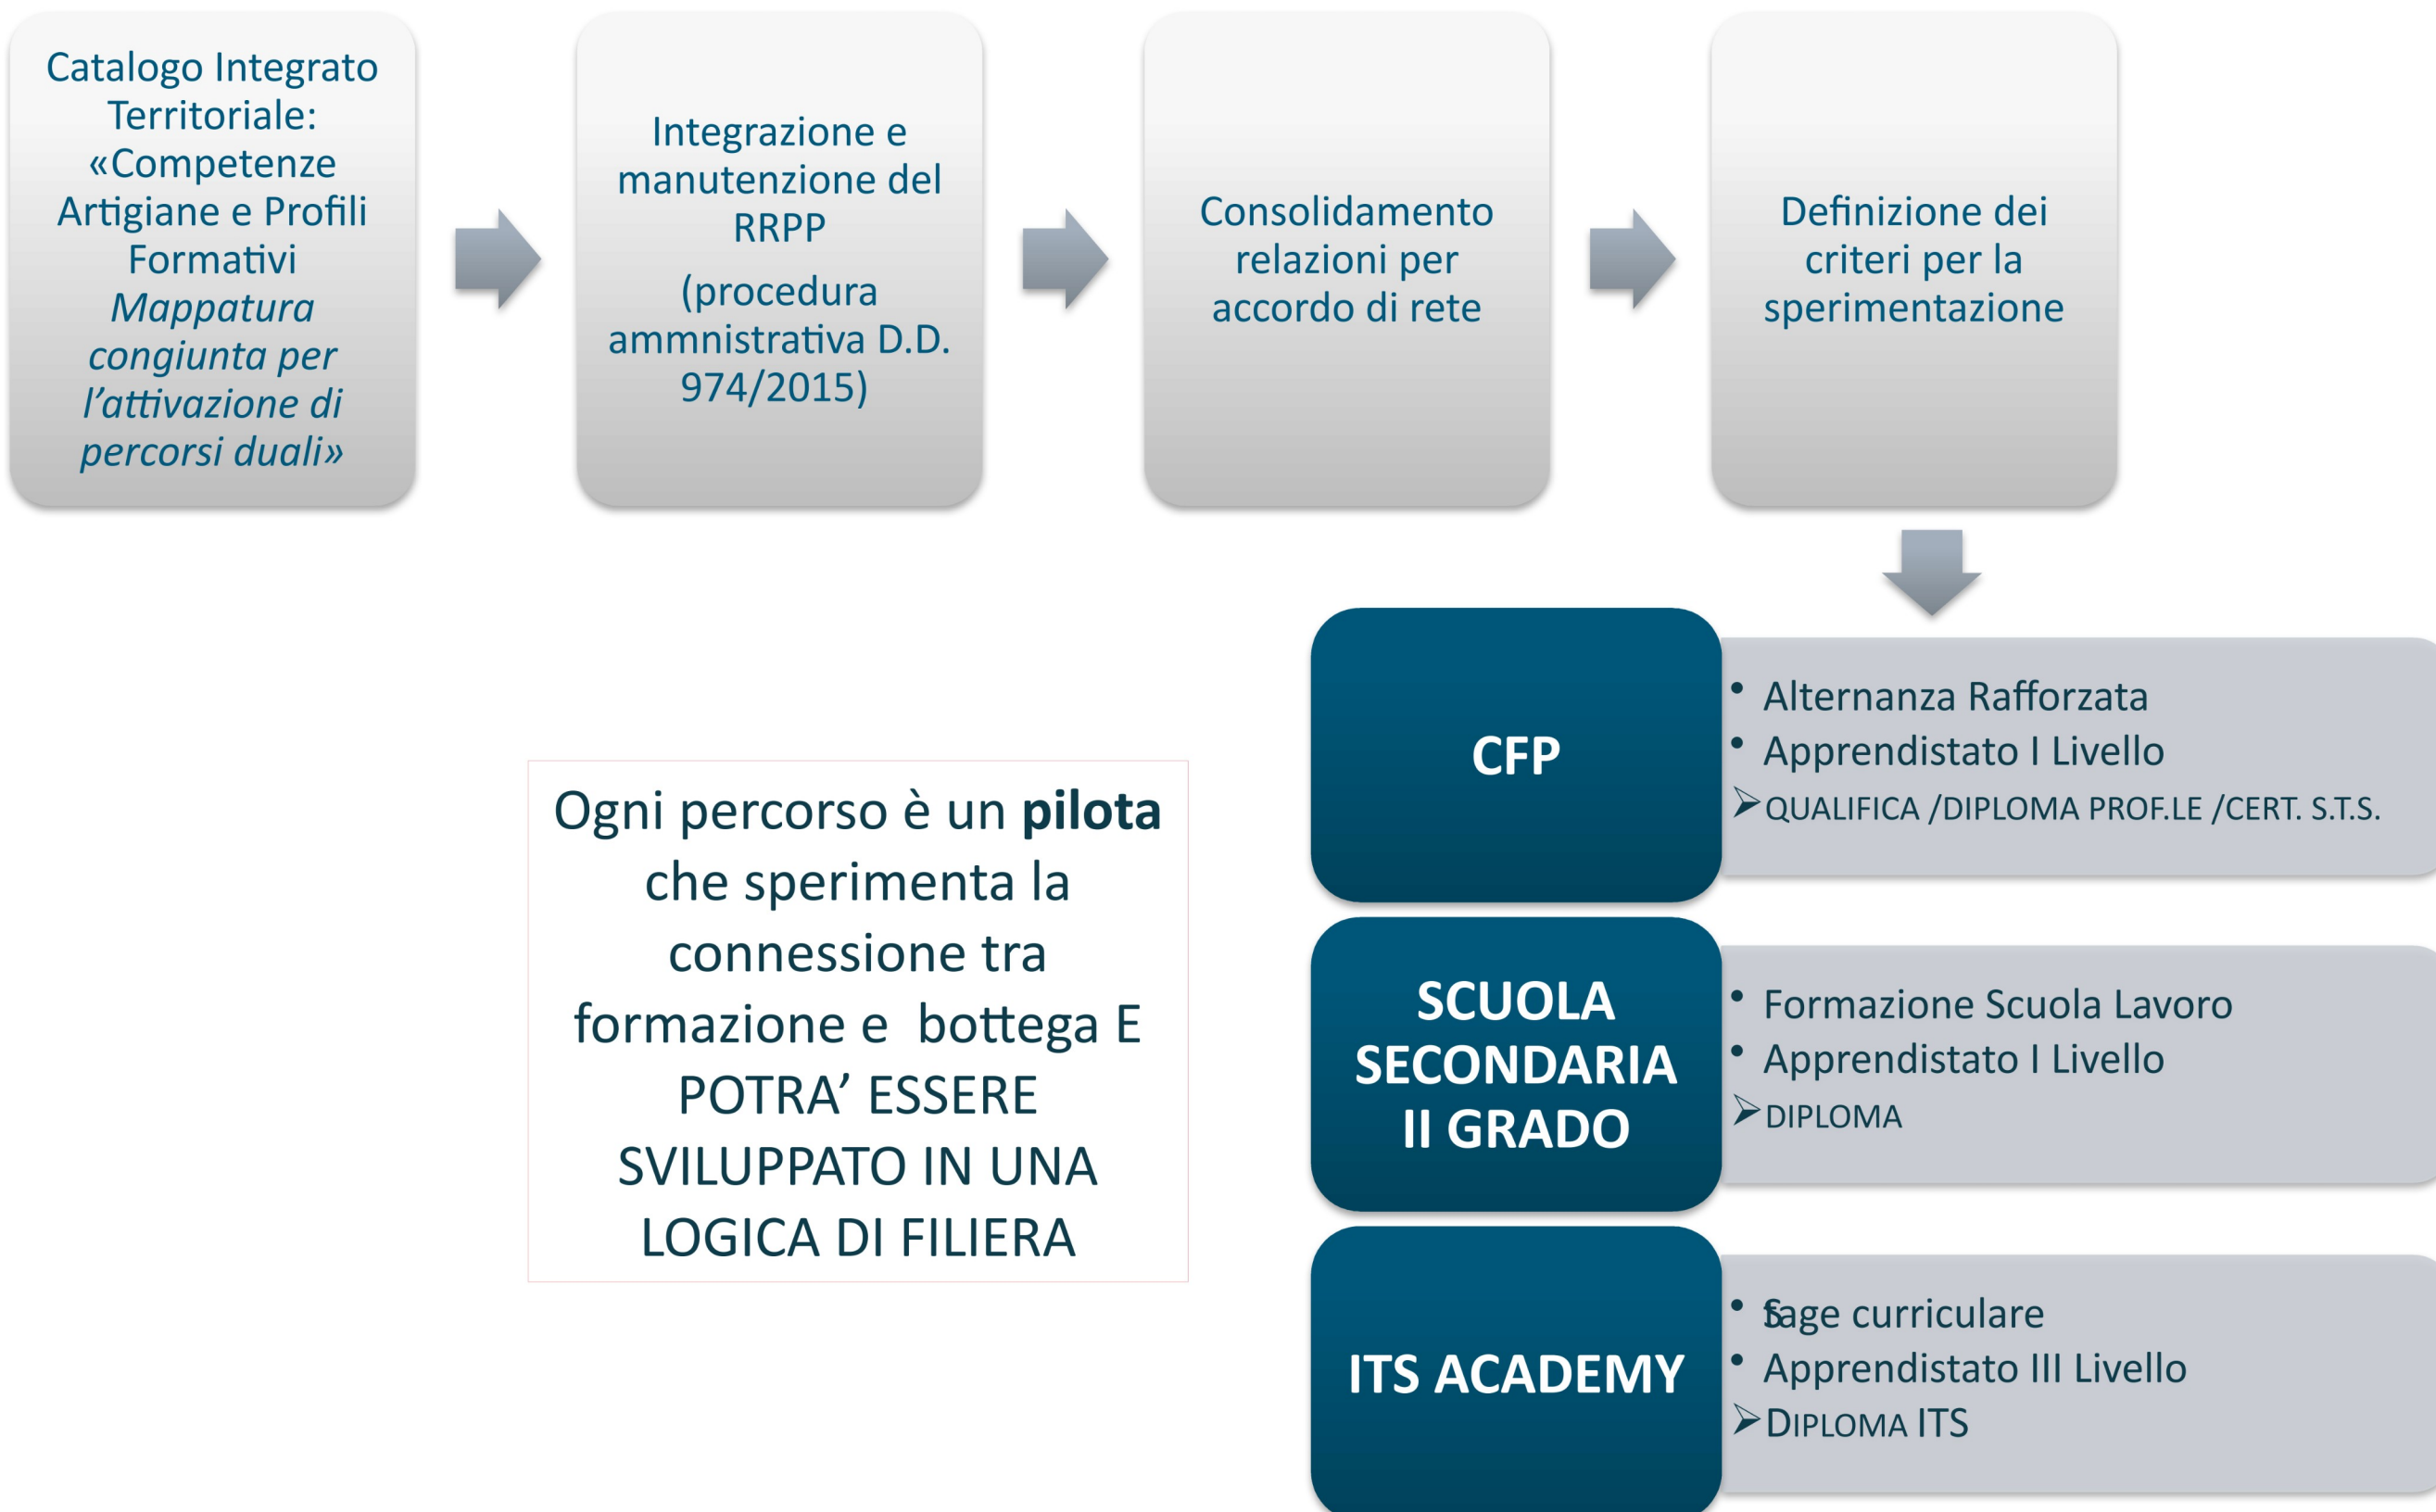 Catalogo Integrato
Territoriale:
«Competenze
Artigiane e Profili
Formativi
Mappatura
congiunta per
l’attivazione di
percorsi duali»
Integrazione e
manutenzione del
RRPP
(procedura
ammnistrativa D.D.
974/2015)
Consolidamento
relazioni per
accordo di rete
Definizione dei
criteri per la
sperimentazione
Ogni percorso è un pilota
che sperimenta la
connessione tra
formazione e bottega E
POTRA’ ESSERE
SVILUPPATO IN UNA
LOGICA DI FILIERA
CFP
• Alternanza Rafforzata
• Apprendistato I Livello
➢ QUALIFICA /DIPLOMA PROF.LE /CERT. S.T.S.
SCUOLA
SECONDARIA
II GRADO
• Formazione Scuola Lavoro
• Apprendistato I Livello
➢ DIPLOMA
ITS ACADEMY
• Stage curriculare
• Apprendistato III Livello
➢ DIPLOMA ITS